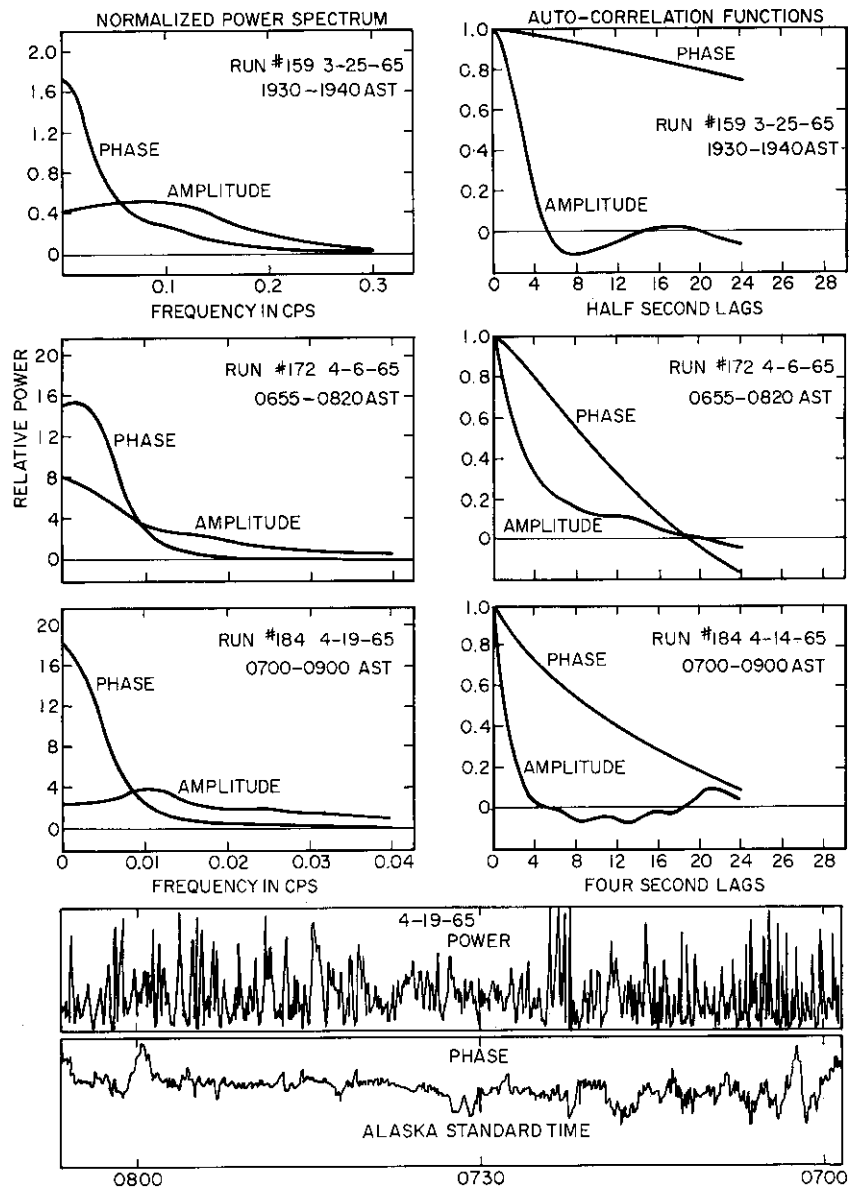 NORMALIZED POWER SPECTRUM
2.0
1.6
1.2
0.8
0.4
0
RUN #159 3-25-65
1930-1940 AST
PHASE
AMPLITUDE
0.1
0.2
0.3
FREQUENCY IN CPS
AUTO-CORRELATION FUNCTIONS
1.0
0.8
0.6
0.4
0.2
0
PHASE
RUN #159 3-25-65
1930-1940 AST
AMPLITUDE
0 4 8 12 16 20 24 28
HALF SECOND LAGS
RELATIVE POWER
20
16
12
8
4
0
RUN #172 4-6-65
0655-0820 AST
PHASE
AMPLITUDE
1.0
0.8
0.6
0.4
0.2
0
RUN #172 4-6-65
0655-0820 AST
PHASE
AMPLITUDE
20
16
12
8
4
0
RUN #184 4-19-65
0700-0900 AST
PHASE
AMPLITUDE
0 0.01 0.02 0.03 0.04
FREQUENCY IN CPS
1.0
0.8
0.6
0.4
0.2
0
RUN #184 4-14-65
0700-0900 AST
PHASE
AMPLITUDE
0 4 8 12 16 20 24 28
FOUR SECOND LAGS
4-19-65
POWER
PHASE
ALASKA STANDARD TIME
0800 0730 0700